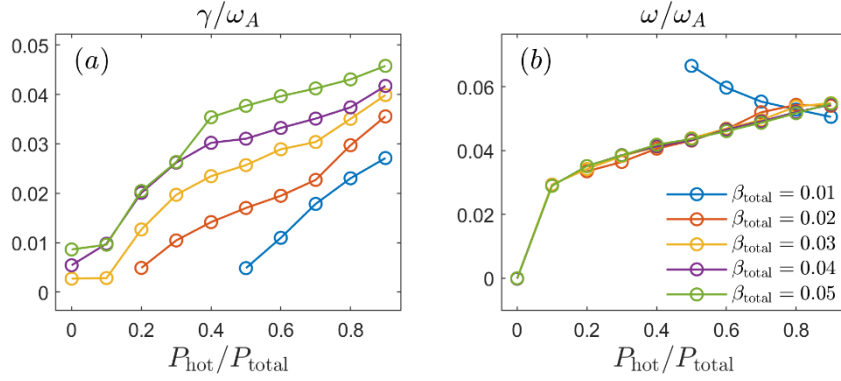 γ/ω_A
(a)
0.05
0.04
0.03
0.02
0.01
0
0 0.2 0.4 0.6 0.8
P_hot/P_total
ω/ω_A
(b)
0.06
0.04
0.02
0
β_total = 0.01
β_total = 0.02
β_total = 0.03
β_total = 0.04
β_total = 0.05
0 0.2 0.4 0.6 0.8
P_hot/P_total